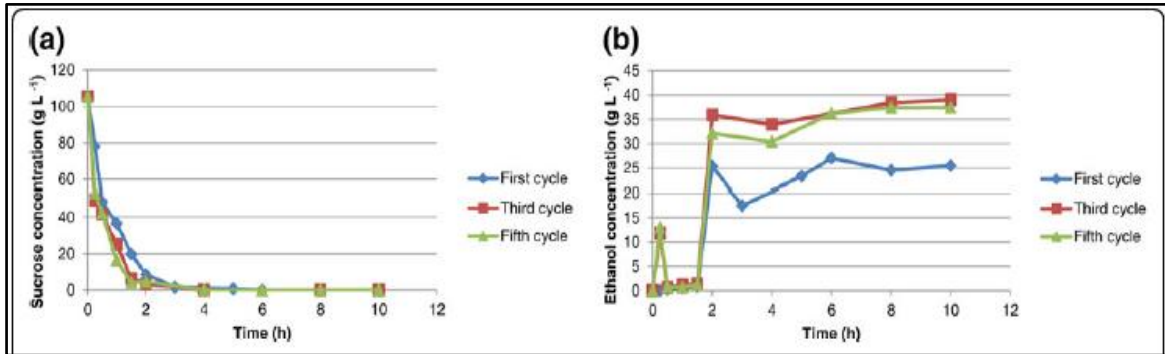 (a)
Sucrose concentration (g L ⁻¹)
120
100
80
60
40
20
0
0 2 4 6 8 10 12
Time (h)
First cycle
Third cycle
Fifth cycle
(b)
Ethanol concentration (g L ⁻¹)
45
40
35
30
25
20
15
10
5
0
0 2 4 6 8 10 12
Time (h)
First cycle
Third cycle
Fifth cycle